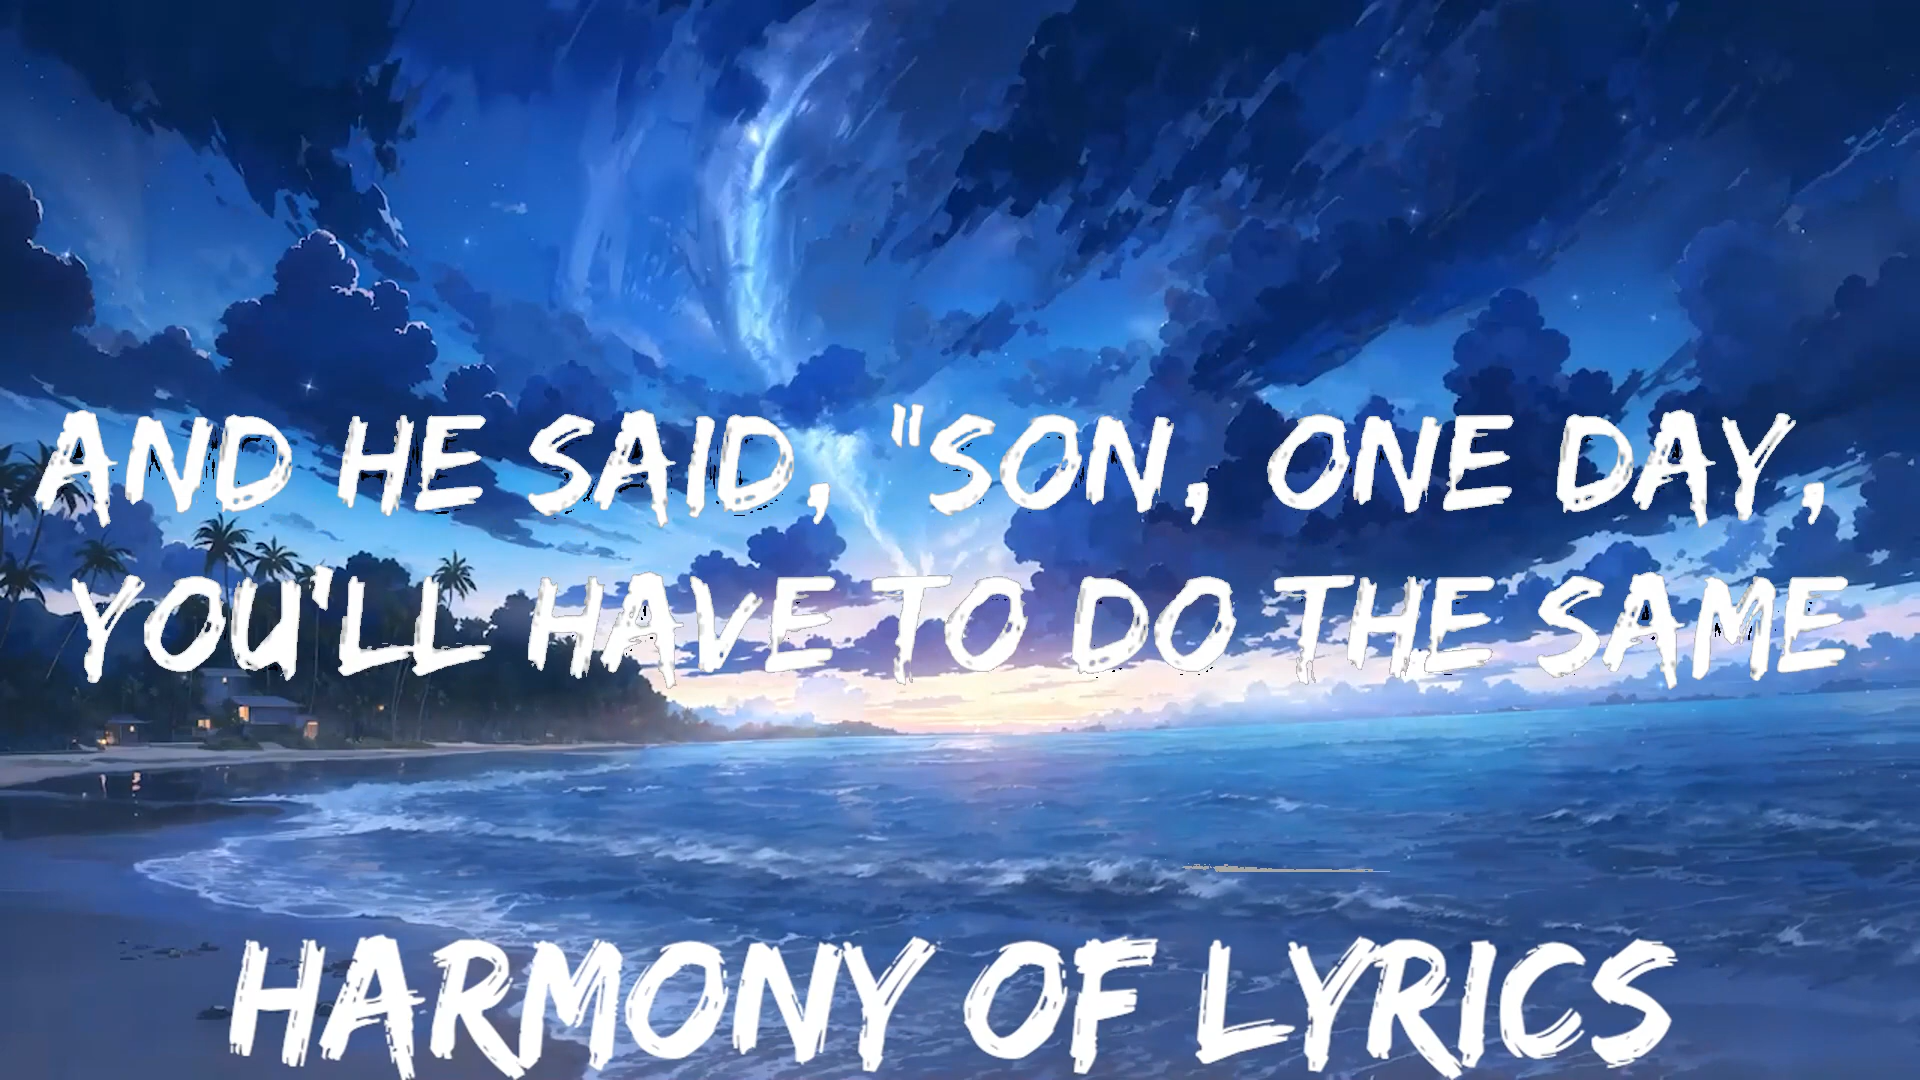 AND HE SAID, "SON, ONE DAY,
YOU'LL HAVE TO DO THE SAME
HARMONY OF LYRICS